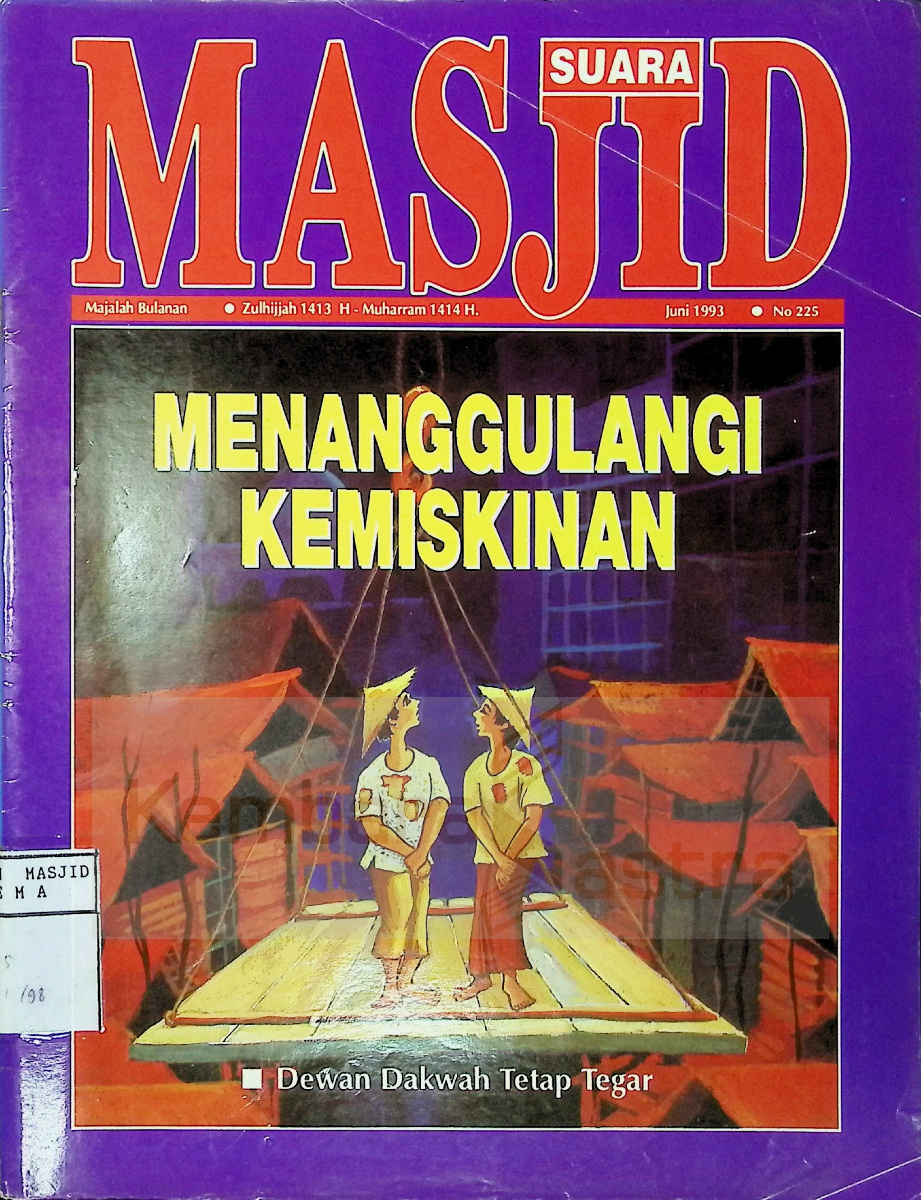 SUARA
MASJID
Majalah Bulanan ● Zulhijjah 1413 H - Muharram 1414 H. Juni 1993 ● No 225
MENANGGULANGI
KEMISKINAN
MASJID
E M A
/98
■ Dewan Dakwah Tetap Tegar